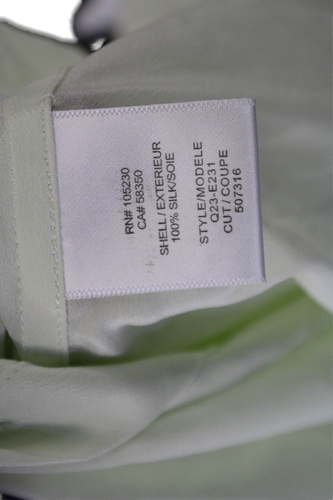 RN# 105230
CA# 58350
SHELL / EXTERIEUR
100% SILK/SOIE
STYLE/MODELE
Q23-E231
CUT / COUPE
507316